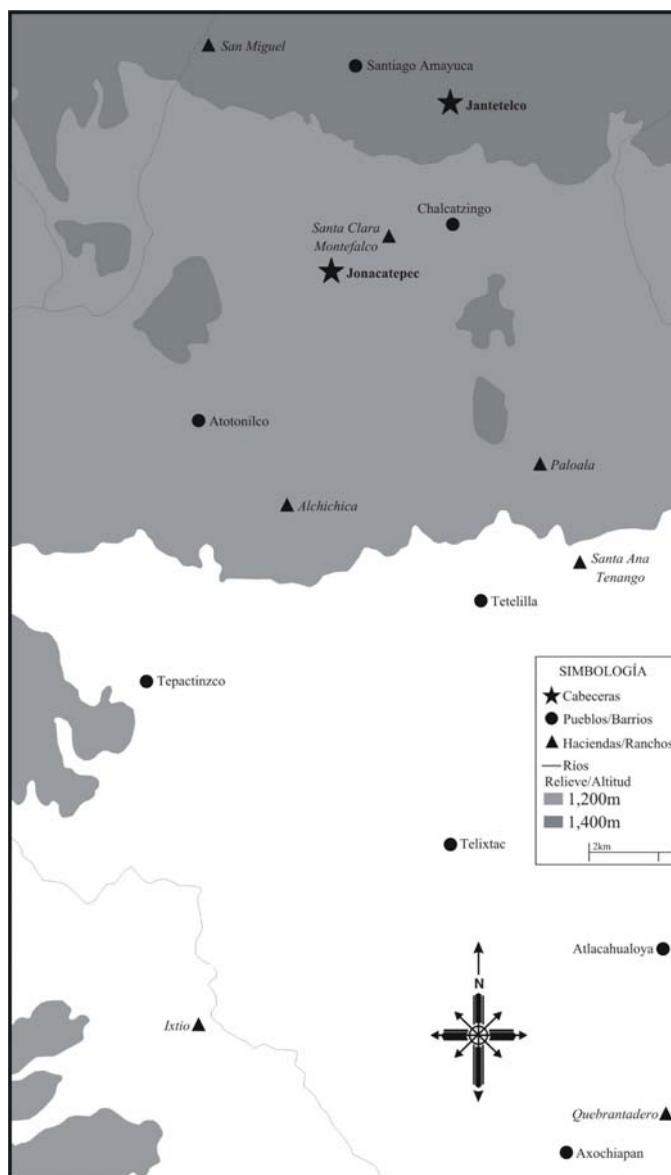 San Miguel
Santiago Amayuca
Jantetelco
Chalcatzingo
Santa Clara
Montefalco
Jonacatepec
Atotonilco
Paloala
Alchichica
Santa Ana
Tenango
Tetelilla
Tepactinzco
SIMBOLOGÍA
Cabeceras
Pueblos/Barrios
Haciendas/Ranchos
Ríos
Relieve/Altitud
1,200m
1,400m
2km
Telixtac
Atlacahualoya
N
Ixtio
Quebrantadero
Axochiapan